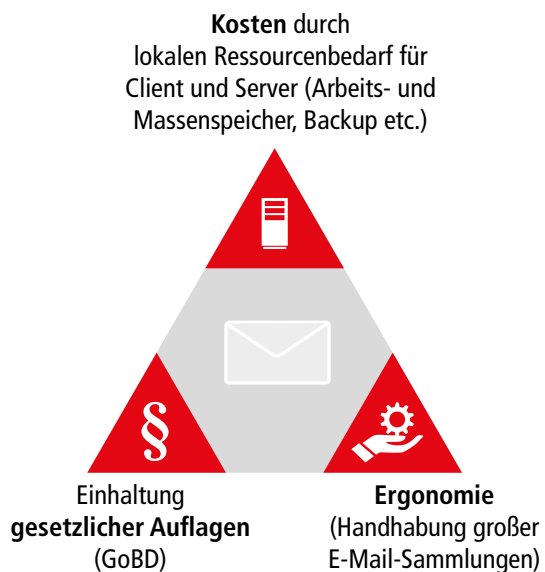 Kosten durch
lokalen Ressourcenbedarf für
Client und Server (Arbeits- und
Massenspeicher, Backup etc.)
§
Einhaltung
gesetzlicher Auflagen
(GoBD)
Ergonomie
(Handhabung großer
E-Mail-Sammlungen)